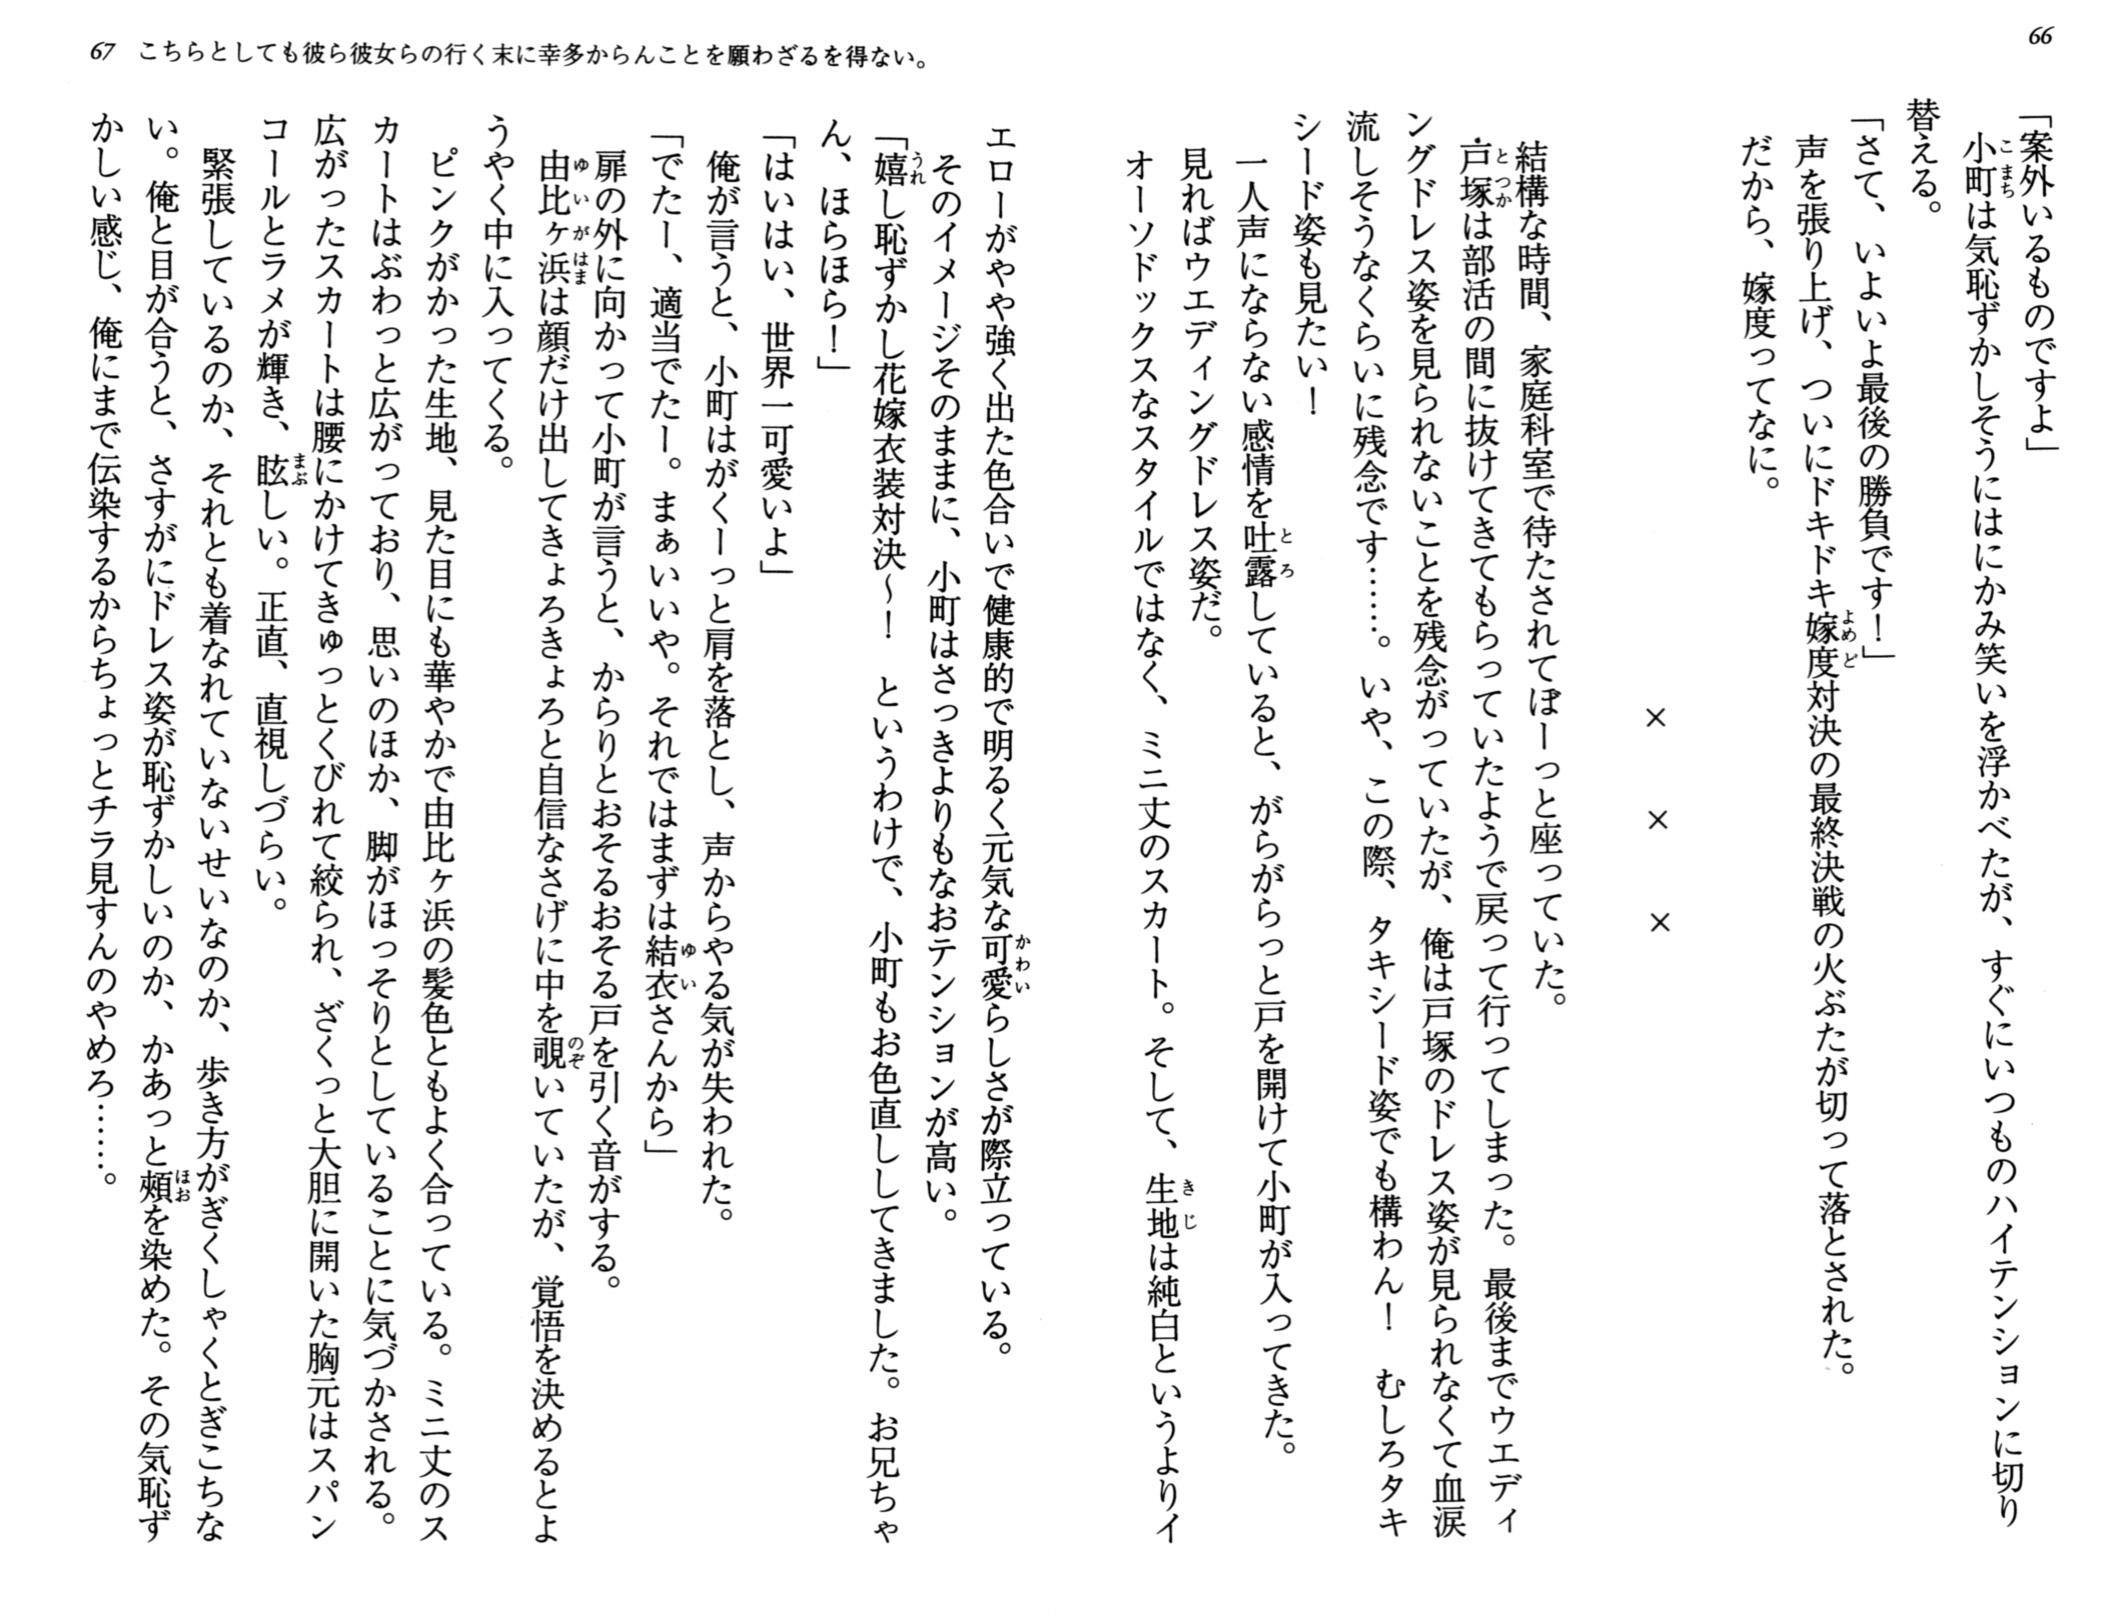 66
「案外いるものですよ」
小町は気恥ずかしそうにはにかみ笑いを浮かべたが、すぐにいつものハイテンションに切り
替える。
「さて、いよいよ最後の勝負です！」
声を張り上げ、ついにドキドキ嫁度対決の最終決戦の火ぶたが切って落とされた。
だから、嫁度ってなに。
×　×　×
結構な時間、家庭科室で待たされてぼーっと座っていた。
戸塚は部活の間に抜けてきてもらっていたようで戻って行ってしまった。最後までウエディ
ングドレス姿を見られないことを残念がっていたが、俺は戸塚のドレス姿が見られなくて血涙
流しそうなくらいに残念です……。いや、この際、タキシード姿でも構わん！　むしろタキ
シード姿も見たい！
一人声にならない感情を吐露していると、がらがらっと戸を開けて小町が入ってきた。
見ればウエディングドレス姿だ。
オーソドックスなスタイルではなく、ミニ丈のスカート。そして、生地は純白というよりイ
67 こちらとしても彼ら彼女らの行く末に幸多からんことを願わざるを得ない。
エローがやや強く出た色合いで健康的で明るく元気な可愛らしさが際立っている。
そのイメージそのままに、小町はさっきよりもなおテンションが高い。
「嬉し恥ずかし花嫁衣装対決～！　というわけで、小町もお色直ししてきました。お兄ちゃ
ん、ほらほら！」
「はいはい、世界一可愛いよ」
俺が言うと、小町はがくーっと肩を落とし、声からやる気が失われた。
「でたー、適当でたー。まぁいいや。それではまずは結衣さんから」
扉の外に向かって小町が言うと、からりとおそるおそる戸を引く音がする。
由比ヶ浜は顔だけ出してきょろきょろと自信なさげに中を覗いていたが、覚悟を決めるとよ
うやく中に入ってくる。
ピンクがかった生地、見た目にも華やかで由比ヶ浜の髪色ともよく合っている。ミニ丈のス
カートはぶわっと広がっており、思いのほか、脚がほっそりとしていることに気づかされる。
広がったスカートは腰にかけてきゅっとくびれて絞られ、ざくっと大胆に開いた胸元はスパン
コールとラメが輝き、眩しい。正直、直視しづらい。
緊張しているのか、それとも着なれていないせいなのか、歩き方がぎくしゃくとぎこちな
い。俺と目が合うと、さすがにドレス姿が恥ずかしいのか、かあっと頰を染めた。その気恥ず
かしい感じ、俺にまで伝染するからちょっとチラ見すんのやめろ……。